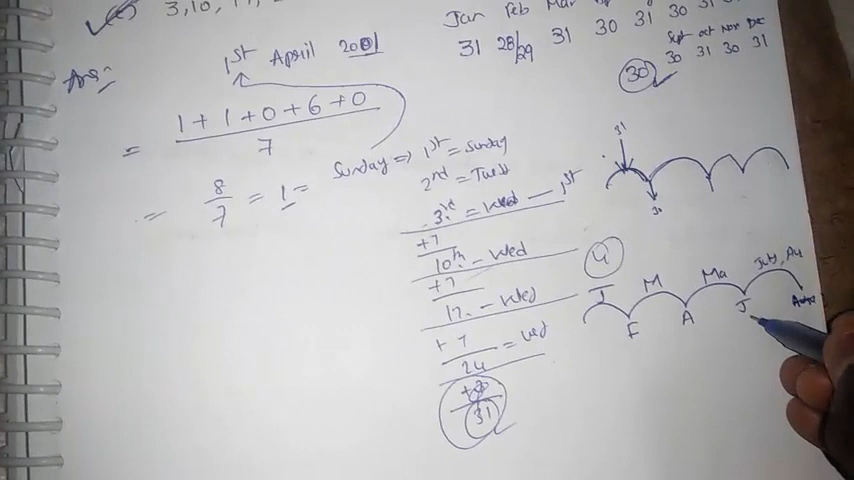 (c) 3, 10, 17,
Ans:-
1st April 2001
= 1 + 1 + 0 + 6 + 0
7
= 8/7 = 1 = Sunday => 1st = Sunday
2nd = Tues
3rd = Wed — 1st
+7
10th. - Wed
+7
17. - Wed
+7
24 = Wed
31
Jan Feb Mar
31 28/29 31 30 31 30 31
Sept Oct Nov Dec
30 31 30 31
30
31
30
4
J M Ma July, Au
F A J